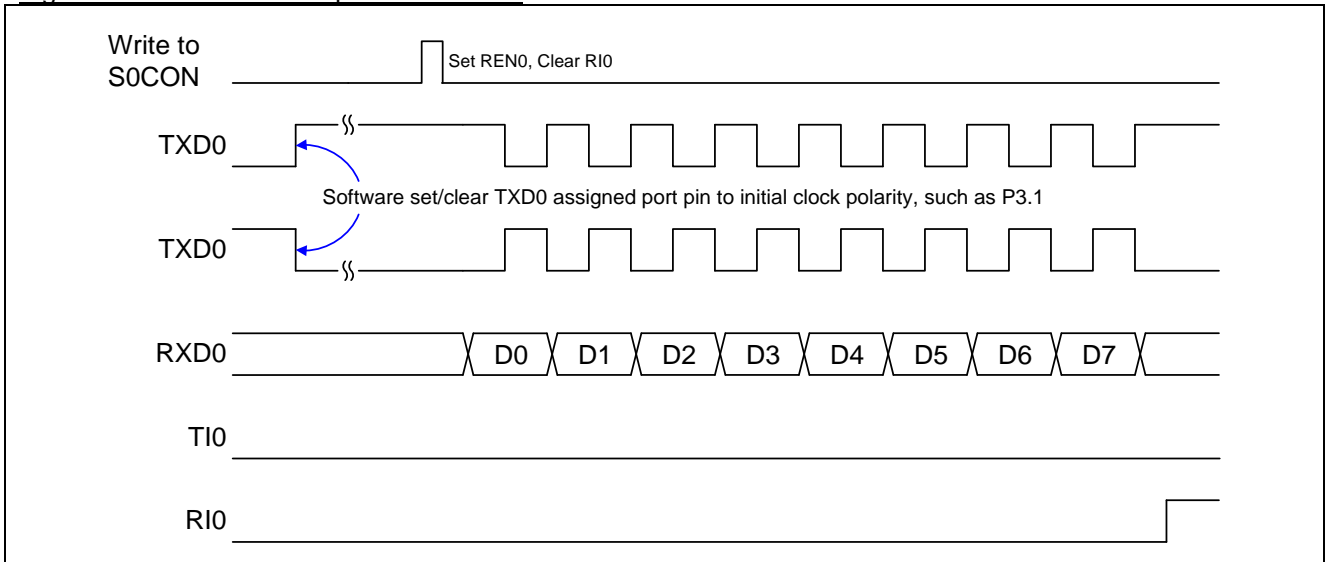 Write to
S0CON
Set REN0, Clear RI0
TXD0
Software set/clear TXD0 assigned port pin to initial clock polarity, such as P3.1
TXD0
RXD0
D0 D1 D2 D3 D4 D5 D6 D7
TI0
RI0